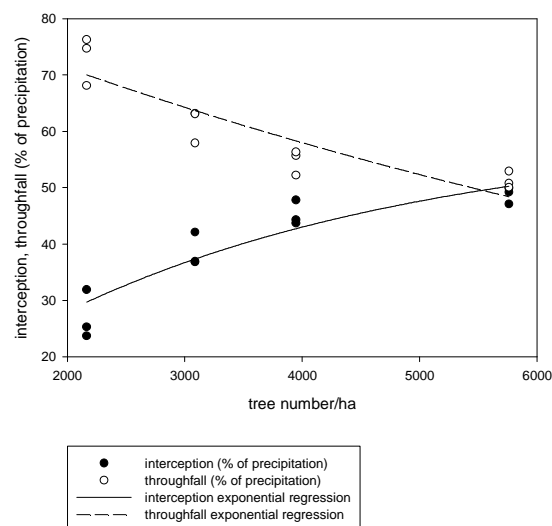 80
70
60
50
40
30
20
interception, throughfall (% of precipitation)
2000 3000 4000 5000 6000
tree number/ha
interception (% of precipitation)
throughfall (% of precipitation)
interception exponential regression
throughfall exponential regression